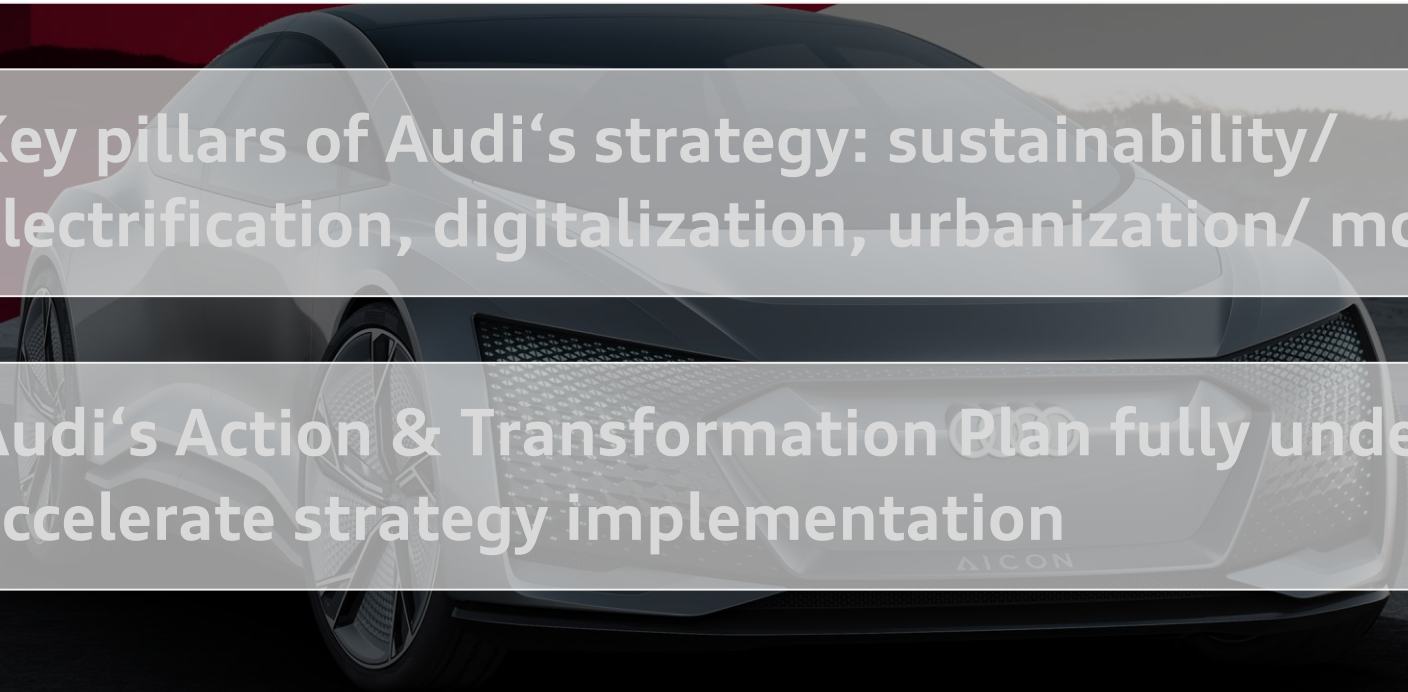 Key pillars of Audi‘s strategy: sustainability/
lectrification, digitalization, urbanization/ mo
Audi‘s Action & Transformation Plan fully unde
ccelerate strategy implementation
AICON